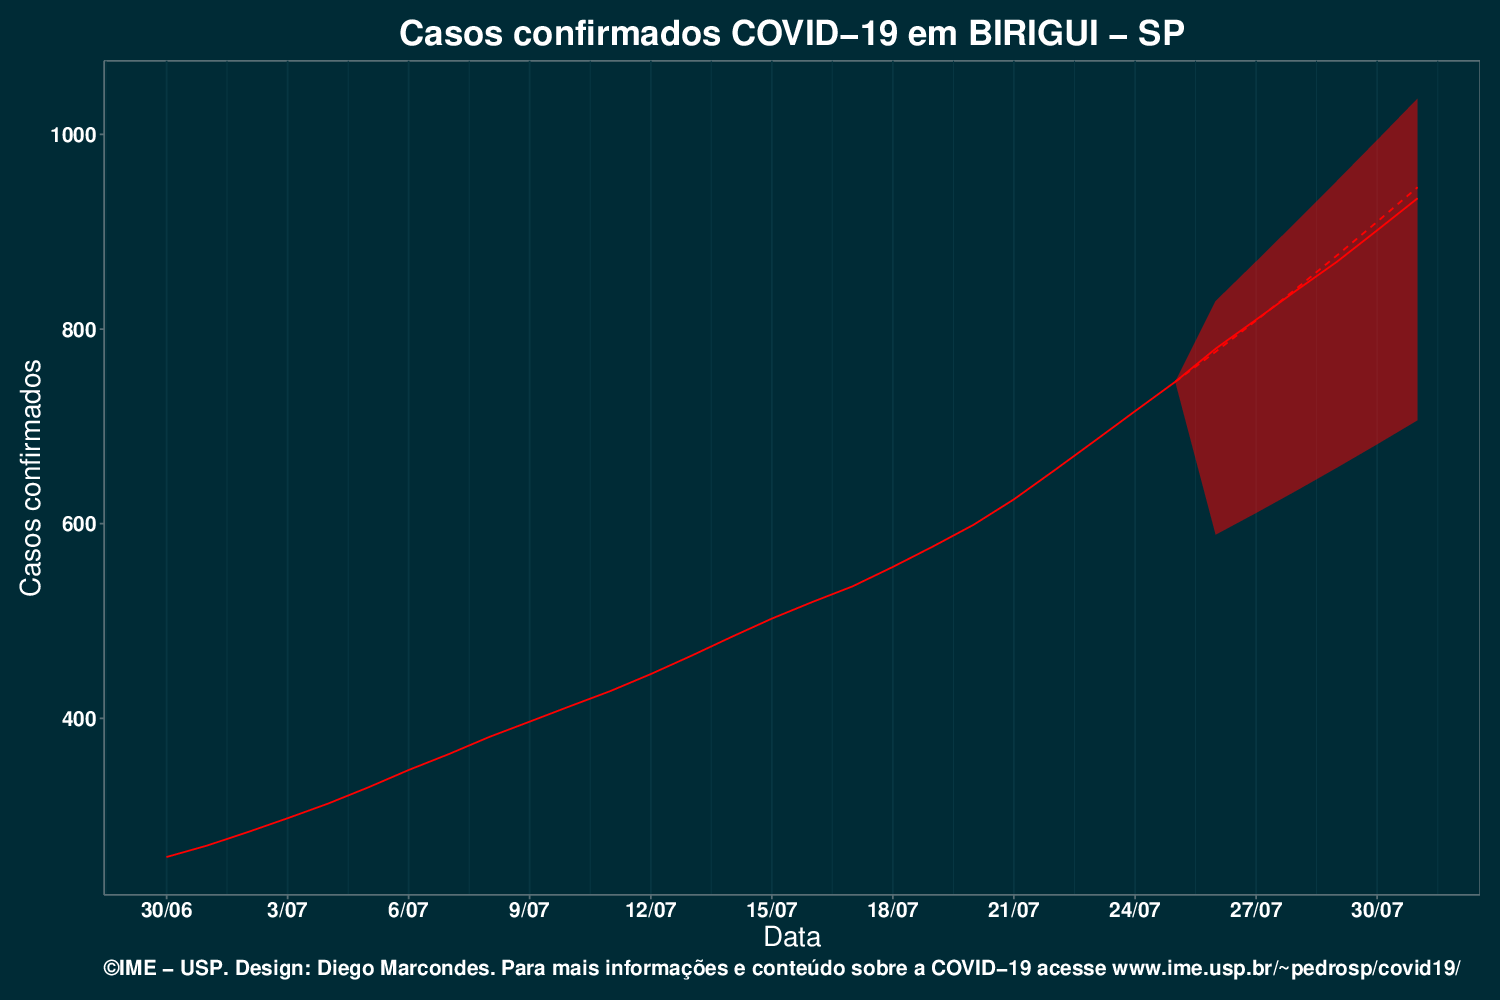 Casos confirmados COVID−19 em BIRIGUI − SP
Casos confirmados
1000
800
600
400
30/06 3/07 6/07 9/07 12/07 15/07 18/07 21/07 24/07 27/07 30/07
Data
©IME − USP. Design: Diego Marcondes. Para mais informações e conteúdo sobre a COVID−19 acesse www.ime.usp.br/~pedrosp/covid19/